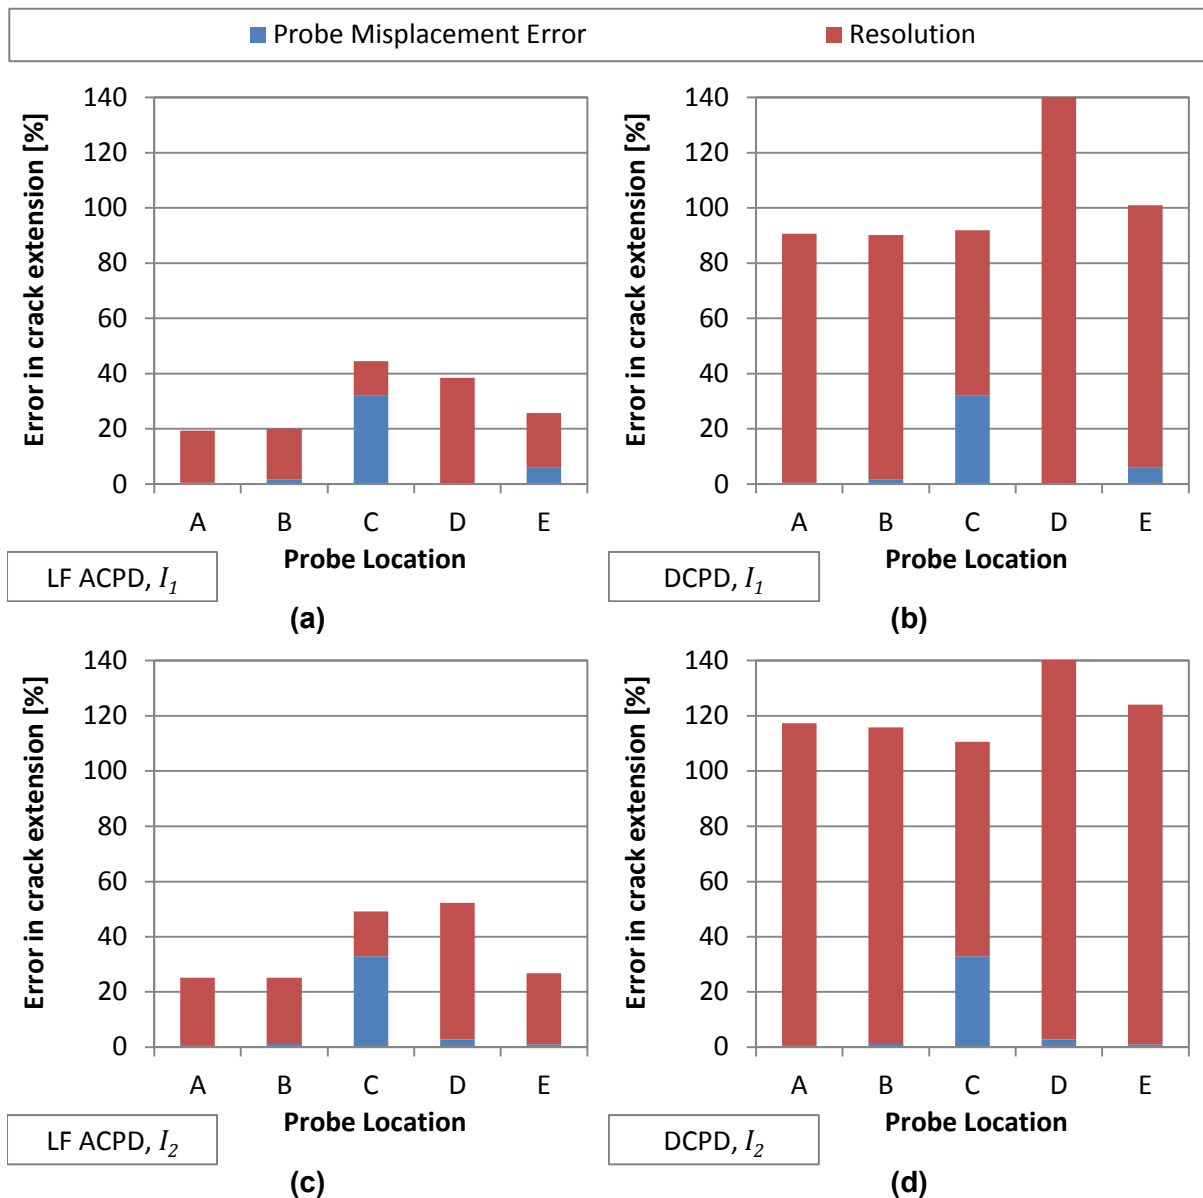 Probe Misplacement Error Resolution
Error in crack extension [%]
140
120
100
80
60
40
20
0
A B C D E
Probe Location
LF ACPD, I1
(a)
Error in crack extension [%]
140
120
100
80
60
40
20
0
A B C D E
Probe Location
DCPD, I1
(b)
Error in crack extension [%]
140
120
100
80
60
40
20
0
A B C D E
Probe Location
LF ACPD, I2
(c)
Error in crack extension [%]
140
120
100
80
60
40
20
0
A B C D E
Probe Location
DCPD, I2
(d)